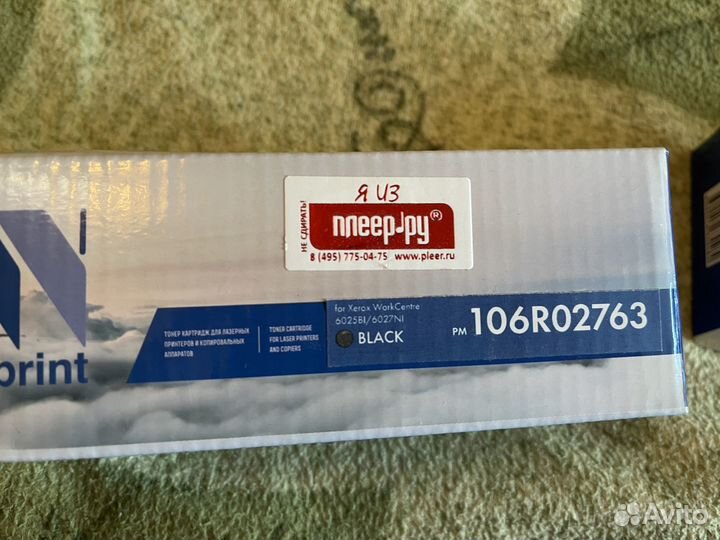 Я ИЗ
НЕ СДИРАТЬ!
плеер.ру®
8 (495) 775-04-75 www.pleer.ru
for Xerox WorkCentre
6025BI/6027NI
BLACK
PM 106R02763
ТОНЕР КАРТРИДЖ ДЛЯ ЛАЗЕРНЫХ
ПРИНТЕРОВ И КОПИРОВАЛЬНЫХ
АППАРАТОВ
TONER CARTRIDGE
FOR LASER PRINTERS
AND COPIERS
print
Avito